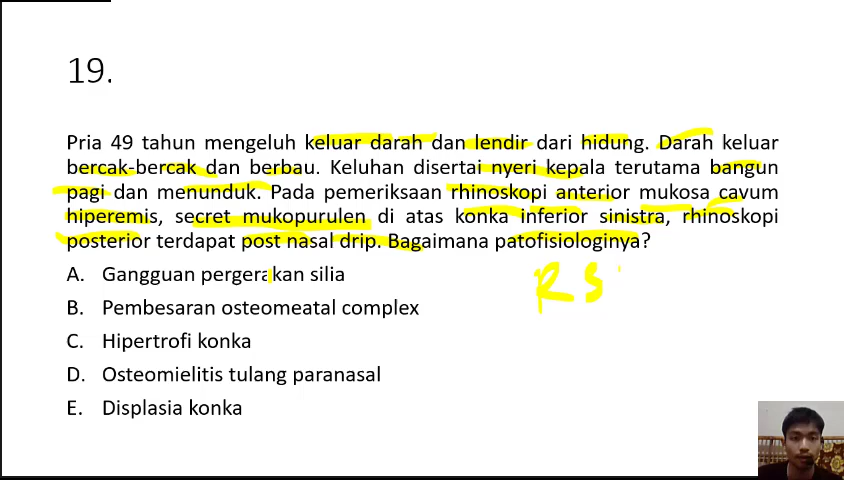 19.
Pria 49 tahun mengeluh keluar darah dan lendir dari hidung. Darah keluar
bercak-bercak dan berbau. Keluhan disertai nyeri kepala terutama bangun
pagi dan menunduk. Pada pemeriksaan rhinoskopi anterior mukosa cavum
hiperemis, secret mukopurulen di atas konka inferior sinistra, rhinoskopi
posterior terdapat post nasal drip. Bagaimana patofisiologinya?
A. Gangguan pergerakan silia
B. Pembesaran osteomeatal complex
C. Hipertrofi konka
D. Osteomielitis tulang paranasal
E. Displasia konka
RS